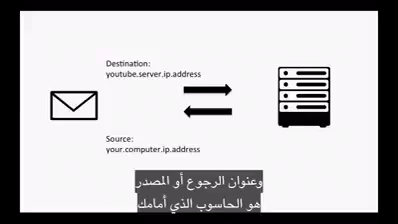 Destination:
youtube.server.ip.address
Source:
your.computer.ip.address
وعنوان الرجوع أو المصدر
هو الحاسوب الذي أمامك